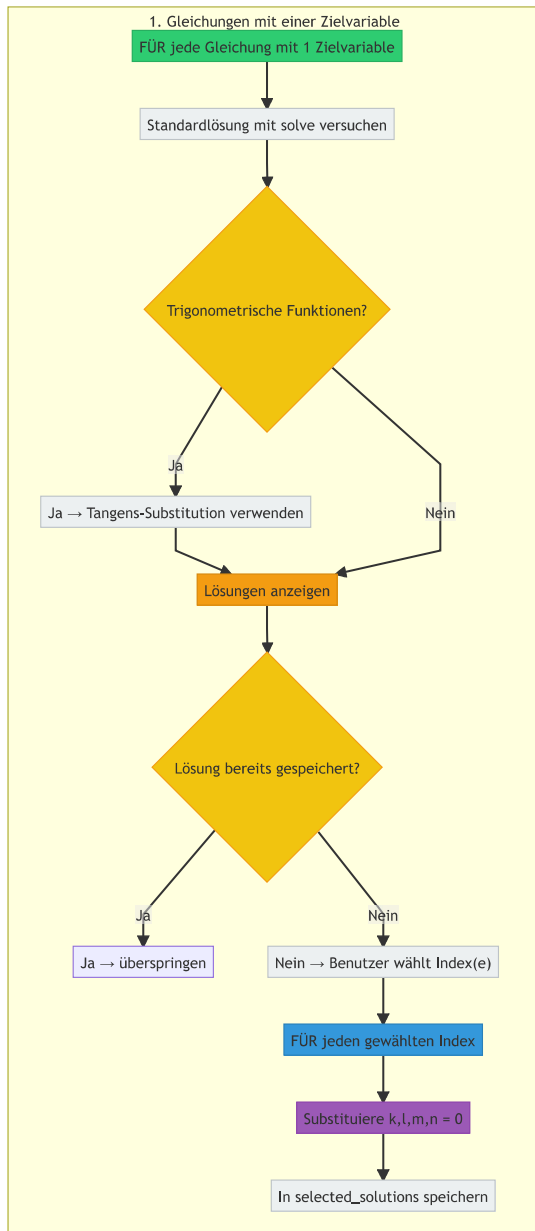 1. Gleichungen mit einer Zielvariable
FÜR jede Gleichung mit 1 Zielvariable
Standardlösung mit solve versuchen
Trigonometrische Funktionen?
Ja
Nein
Ja → Tangens-Substitution verwenden
Lösungen anzeigen
Lösung bereits gespeichert?
Ja
Nein
Ja → überspringen
Nein → Benutzer wählt Index(e)
FÜR jeden gewählten Index
Substituiere k,l,m,n = 0
In selected_solutions speichern